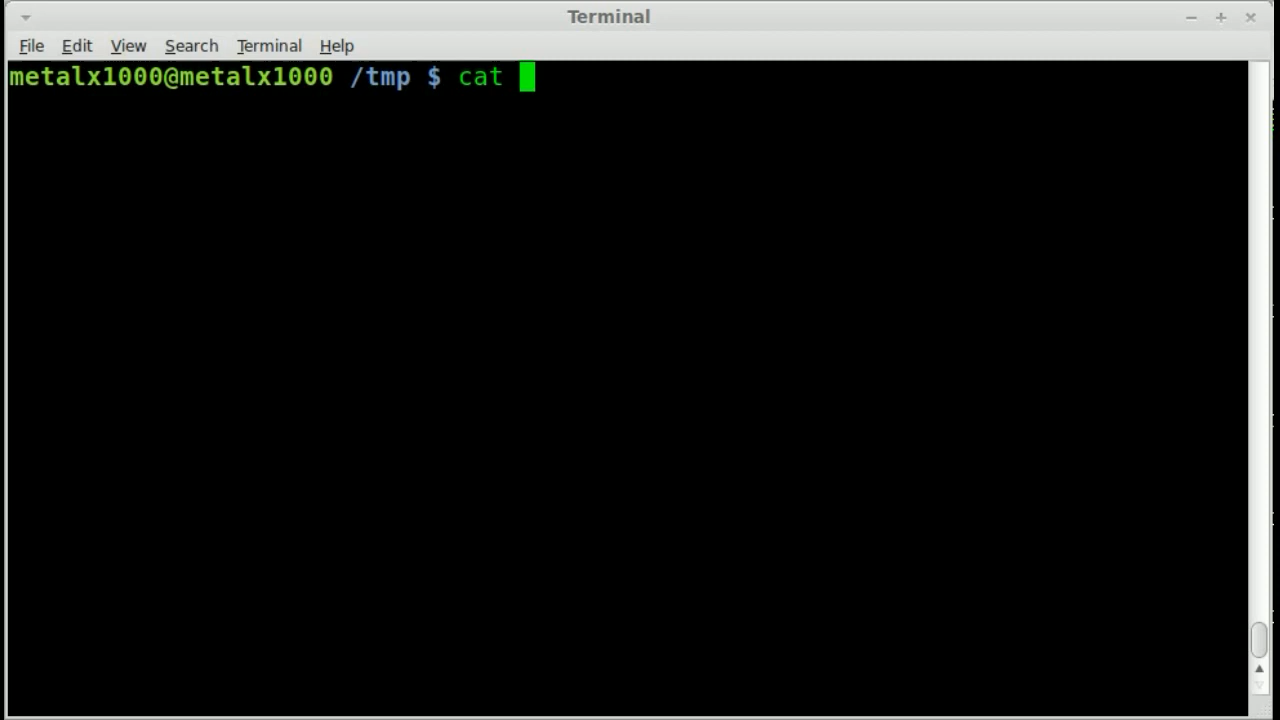 Terminal
File Edit View Search Terminal Help
metalx1000@metalx1000 /tmp $ cat